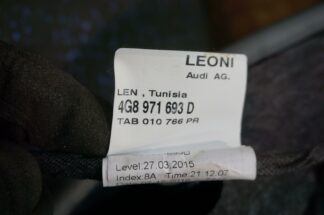 LEONI
Audi AG.
LEN , Tunisia
4G8 971 693 D
TAB 010 766 PR
Level:27.03.2015
Index:8A Time:21:12:07